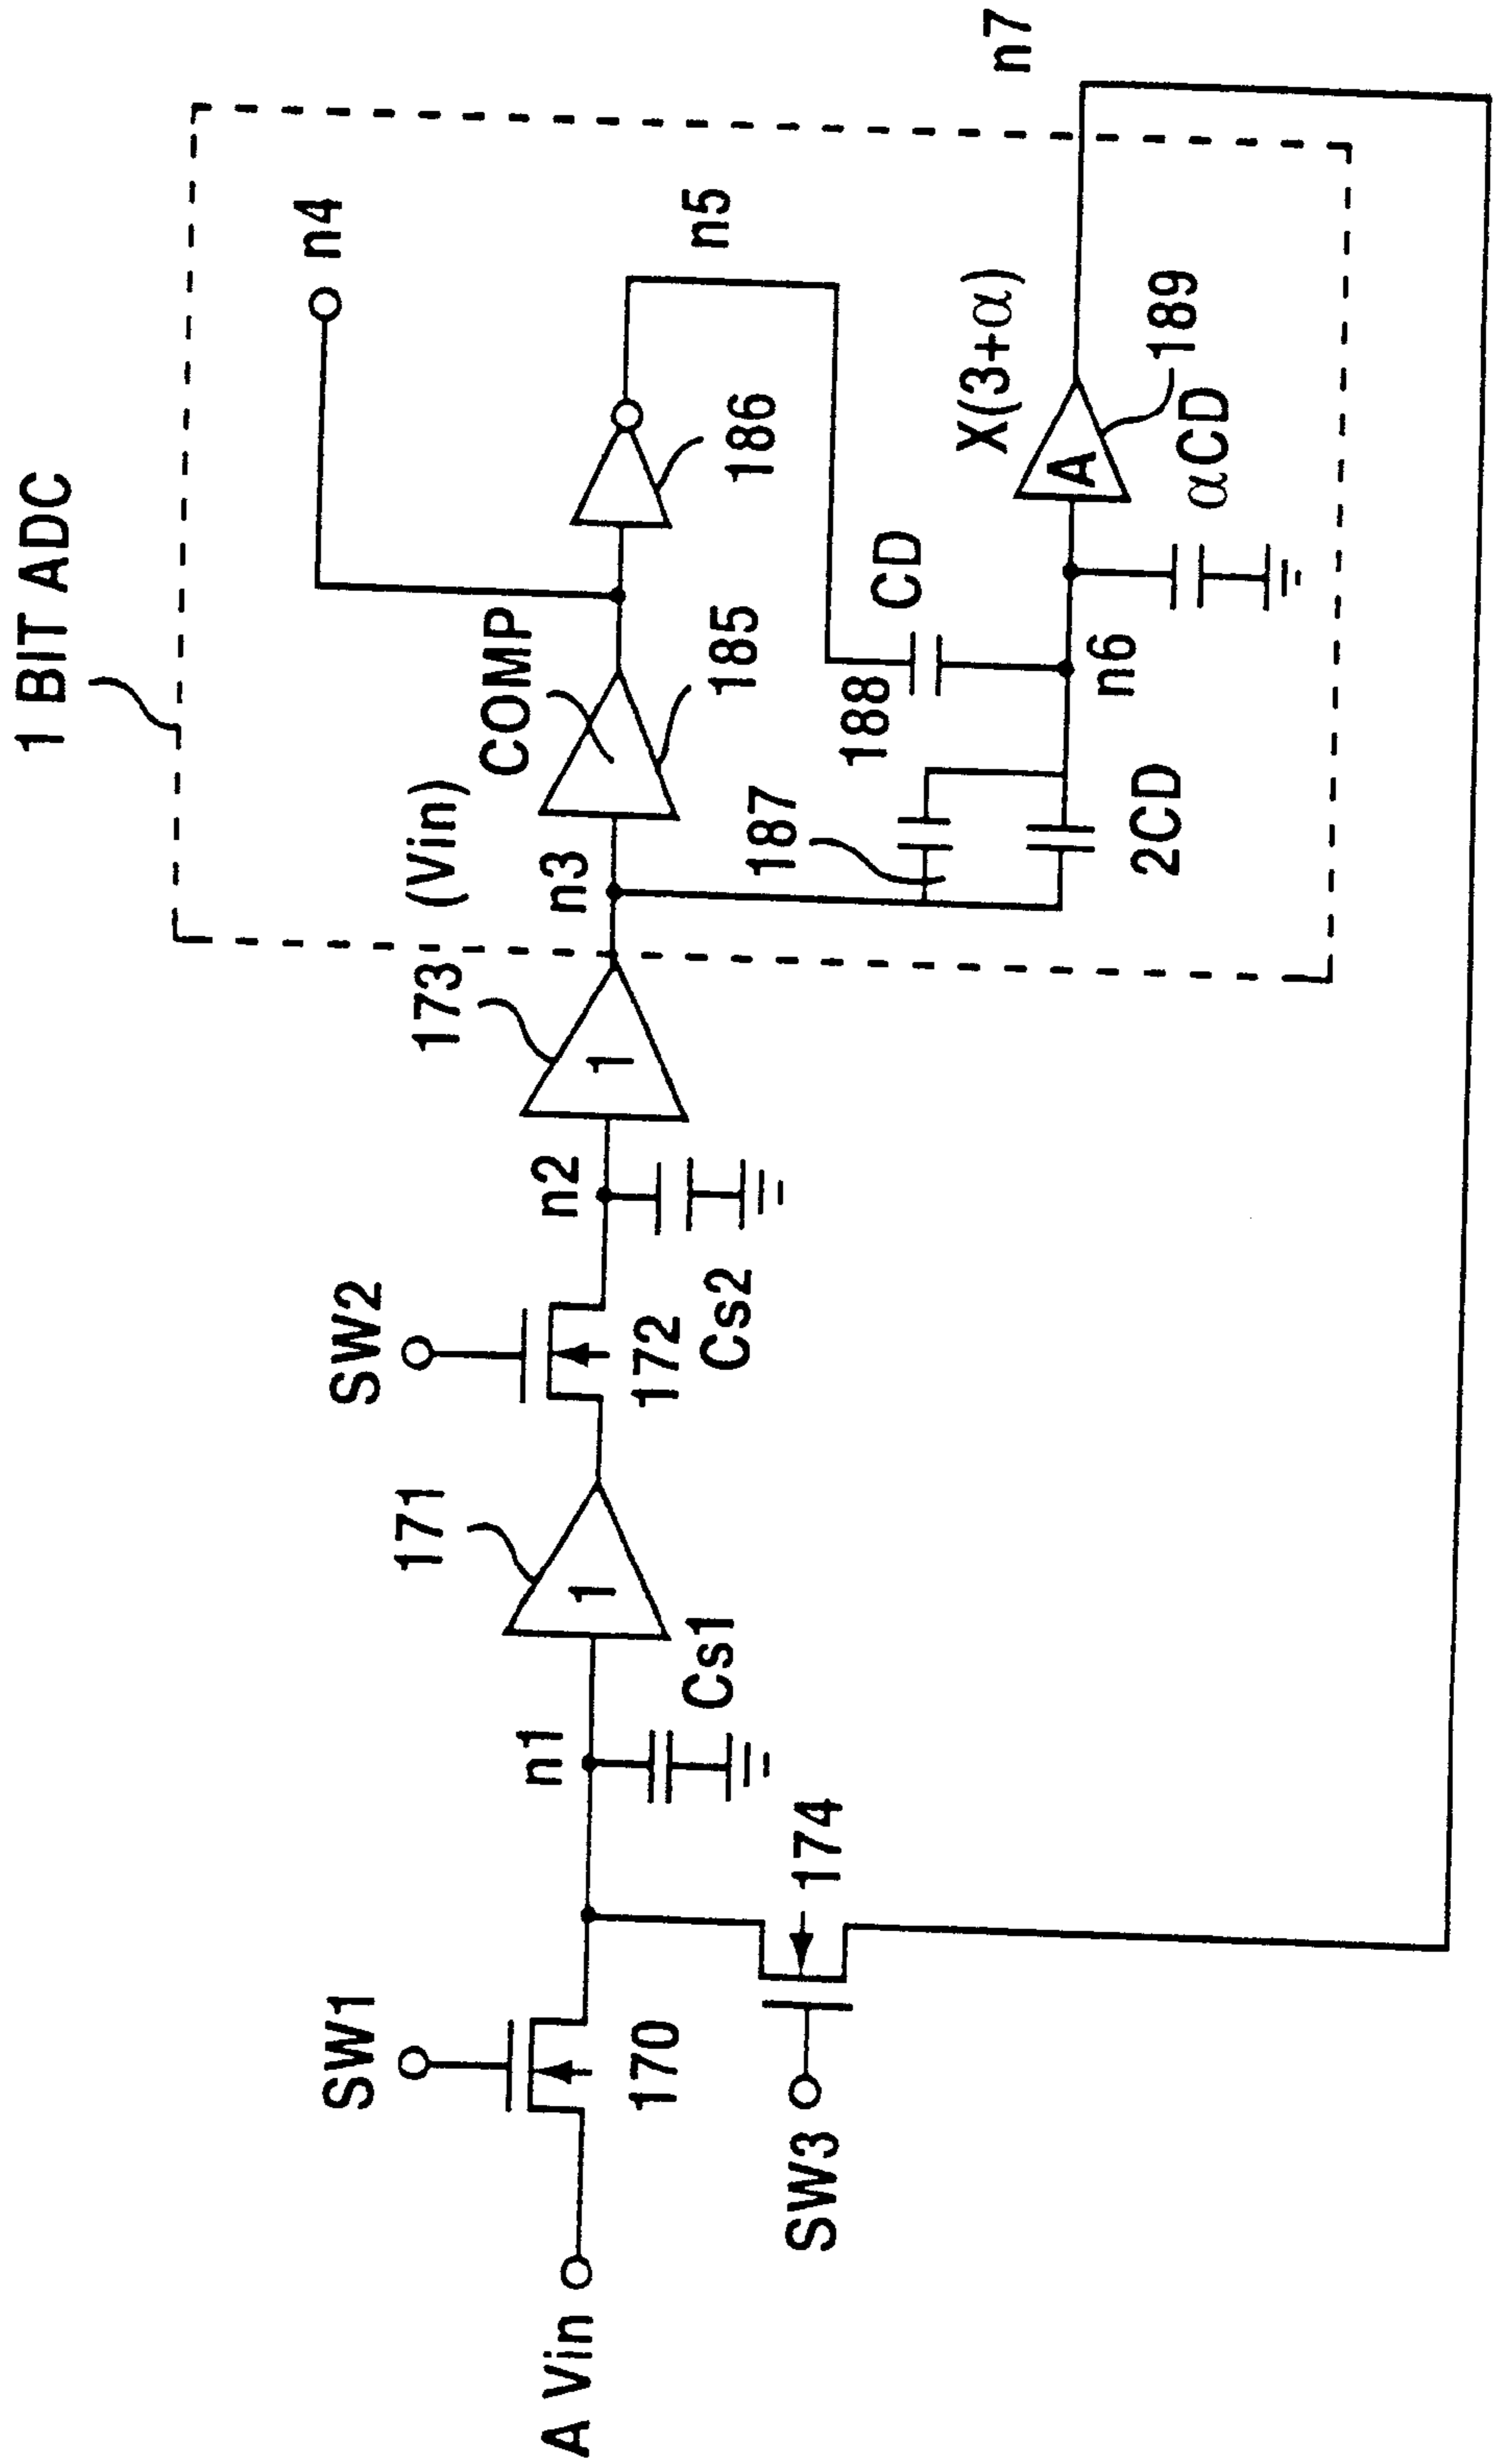 1 BIT ADC
n4
(Vin)
COMP
n5
n3
185
186
173
1
n2
Cs2
SW2
172
171
1
n1
Cs1
SW1
170
A Vin
SW3
174
187
188
CD
2CD
n6
X(3+α)
A
189
αCD
n7